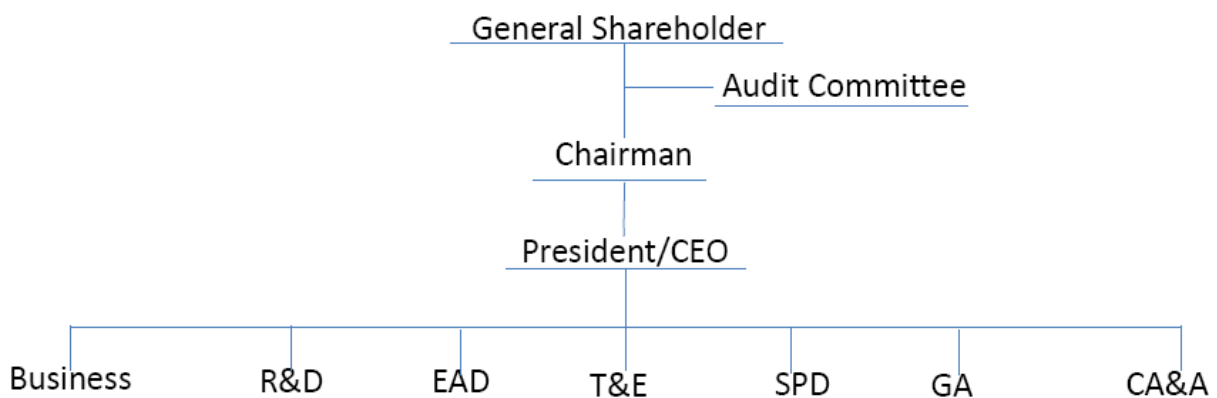 General Shareholder
Audit Committee
Chairman
President/CEO
Business R&D EAD T&E SPD GA CA&A